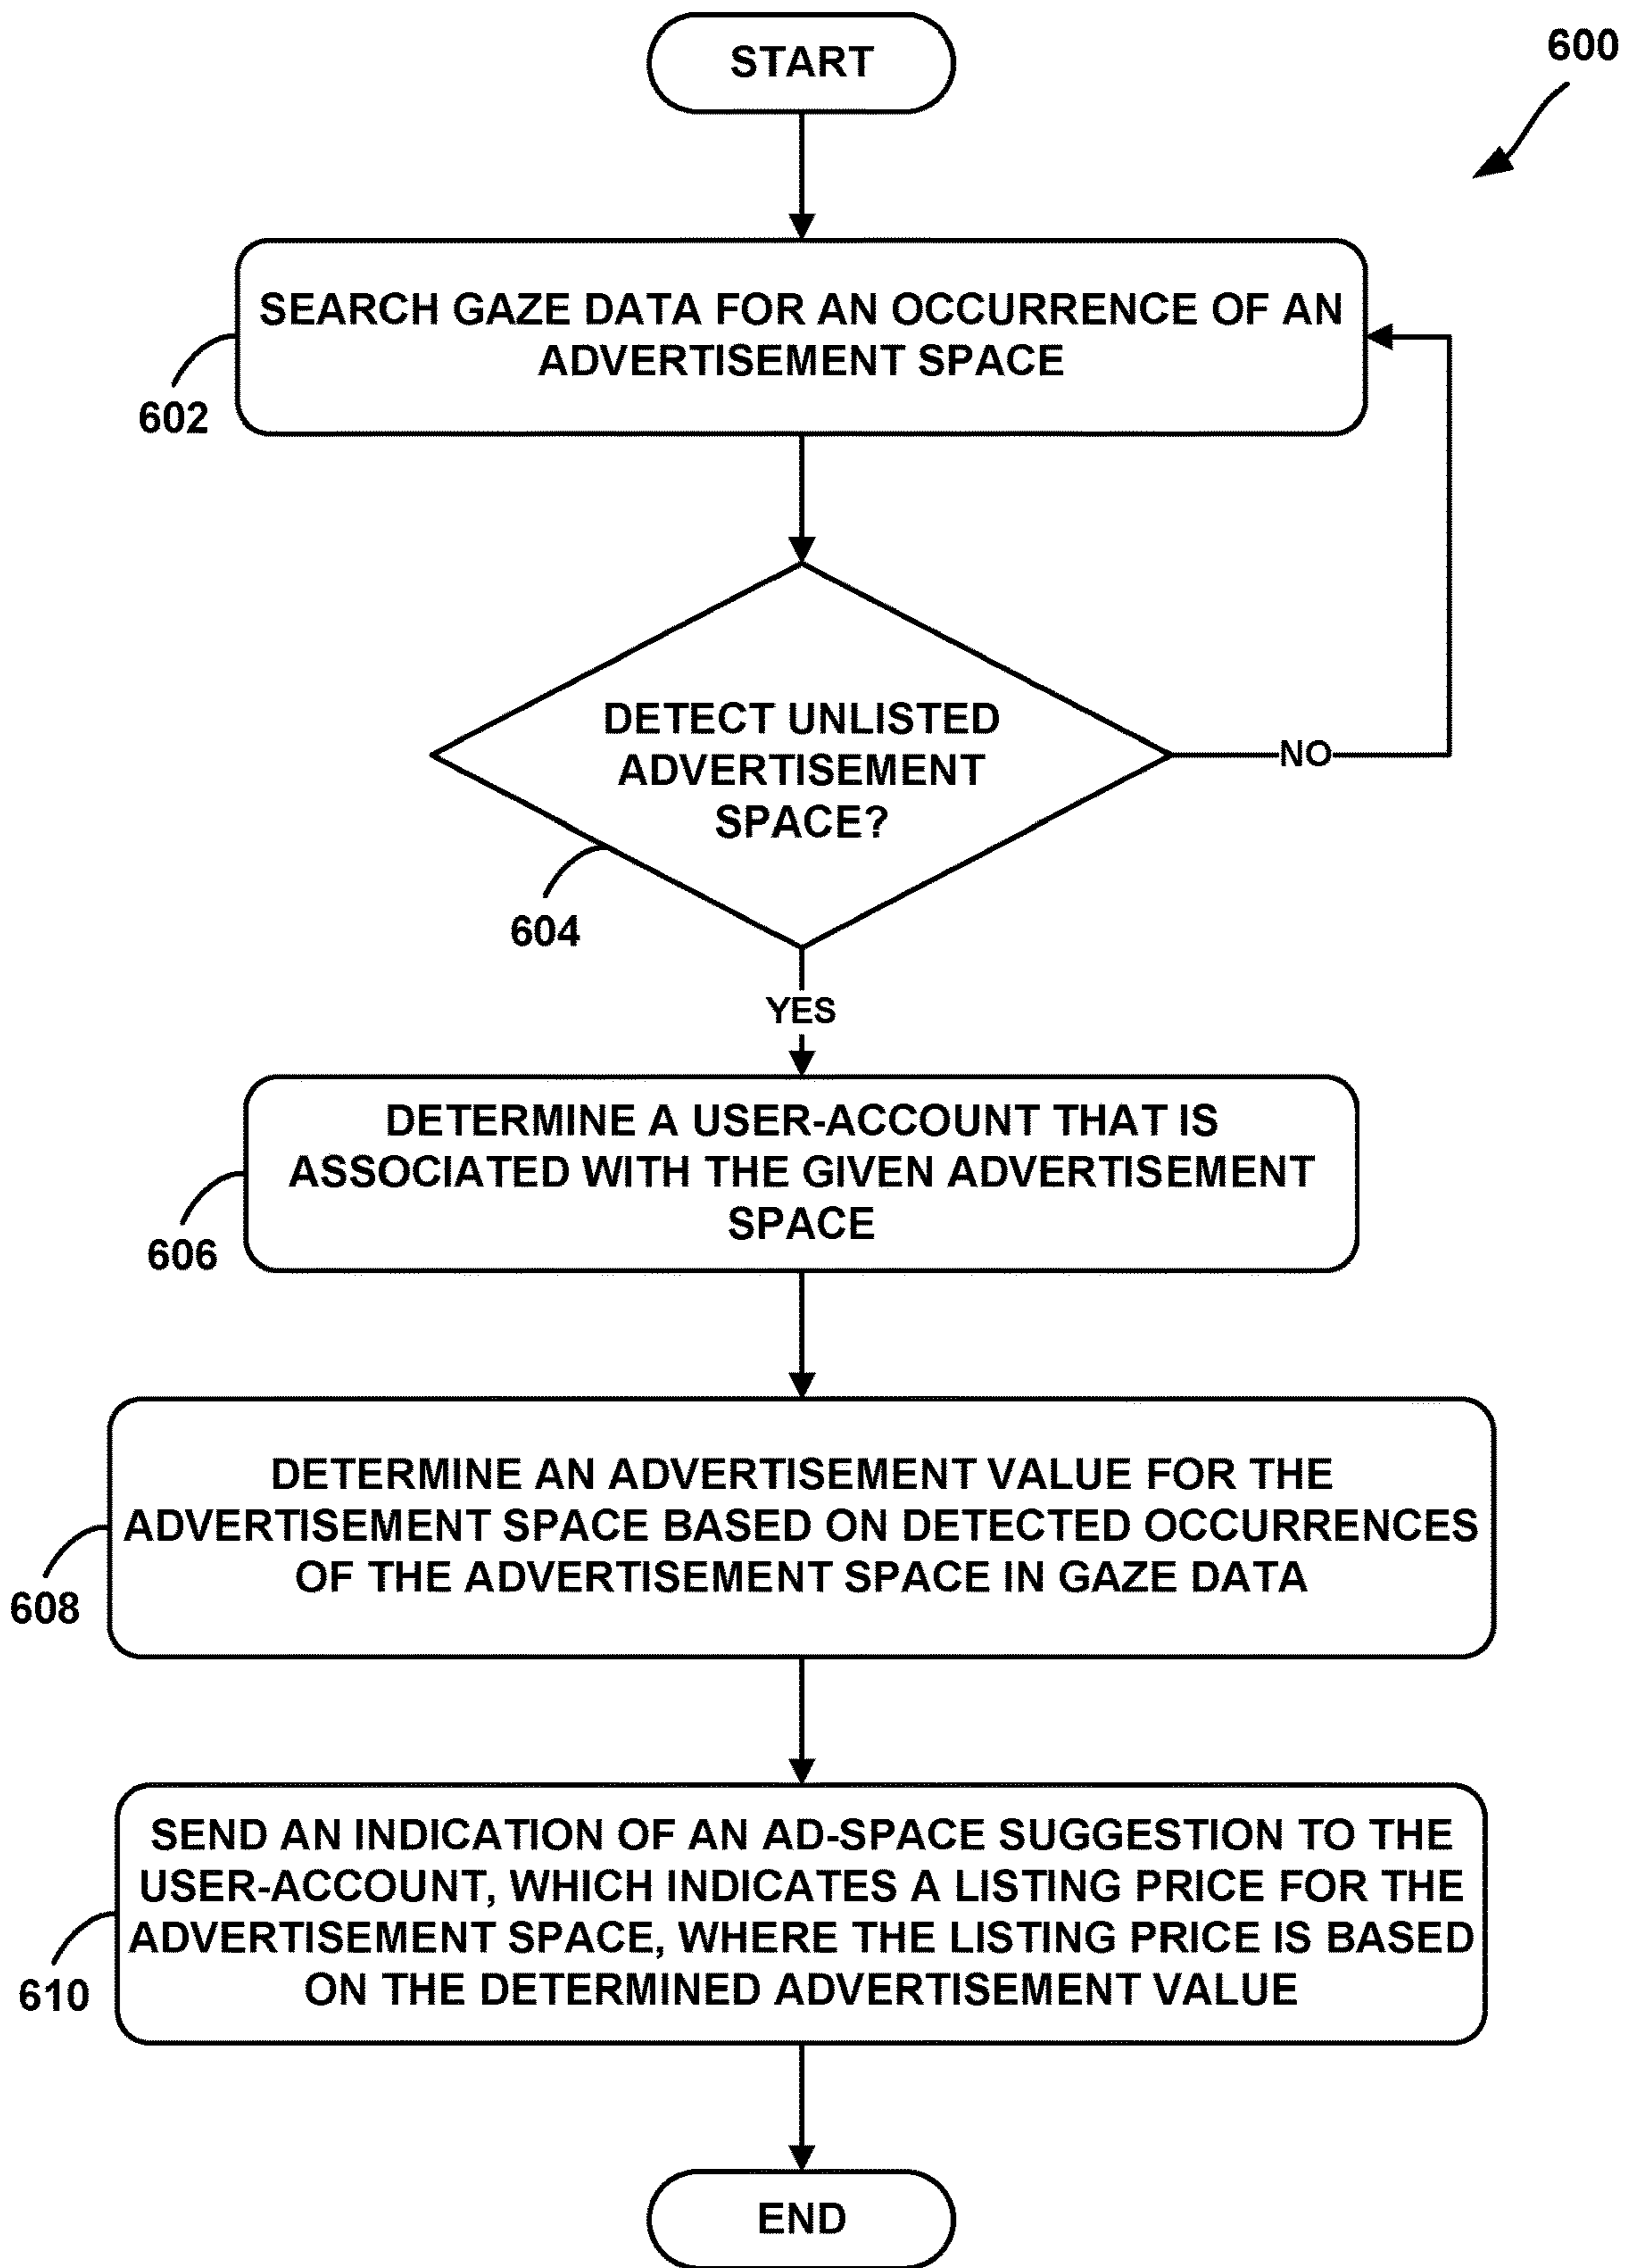 START
600
SEARCH GAZE DATA FOR AN OCCURRENCE OF AN
ADVERTISEMENT SPACE
602
DETECT UNLISTED
ADVERTISEMENT
SPACE?
NO
604
YES
DETERMINE A USER-ACCOUNT THAT IS
ASSOCIATED WITH THE GIVEN ADVERTISEMENT
SPACE
606
DETERMINE AN ADVERTISEMENT VALUE FOR THE
ADVERTISEMENT SPACE BASED ON DETECTED OCCURRENCES
OF THE ADVERTISEMENT SPACE IN GAZE DATA
608
SEND AN INDICATION OF AN AD-SPACE SUGGESTION TO THE
USER-ACCOUNT, WHICH INDICATES A LISTING PRICE FOR THE
ADVERTISEMENT SPACE, WHERE THE LISTING PRICE IS BASED
ON THE DETERMINED ADVERTISEMENT VALUE
610
END